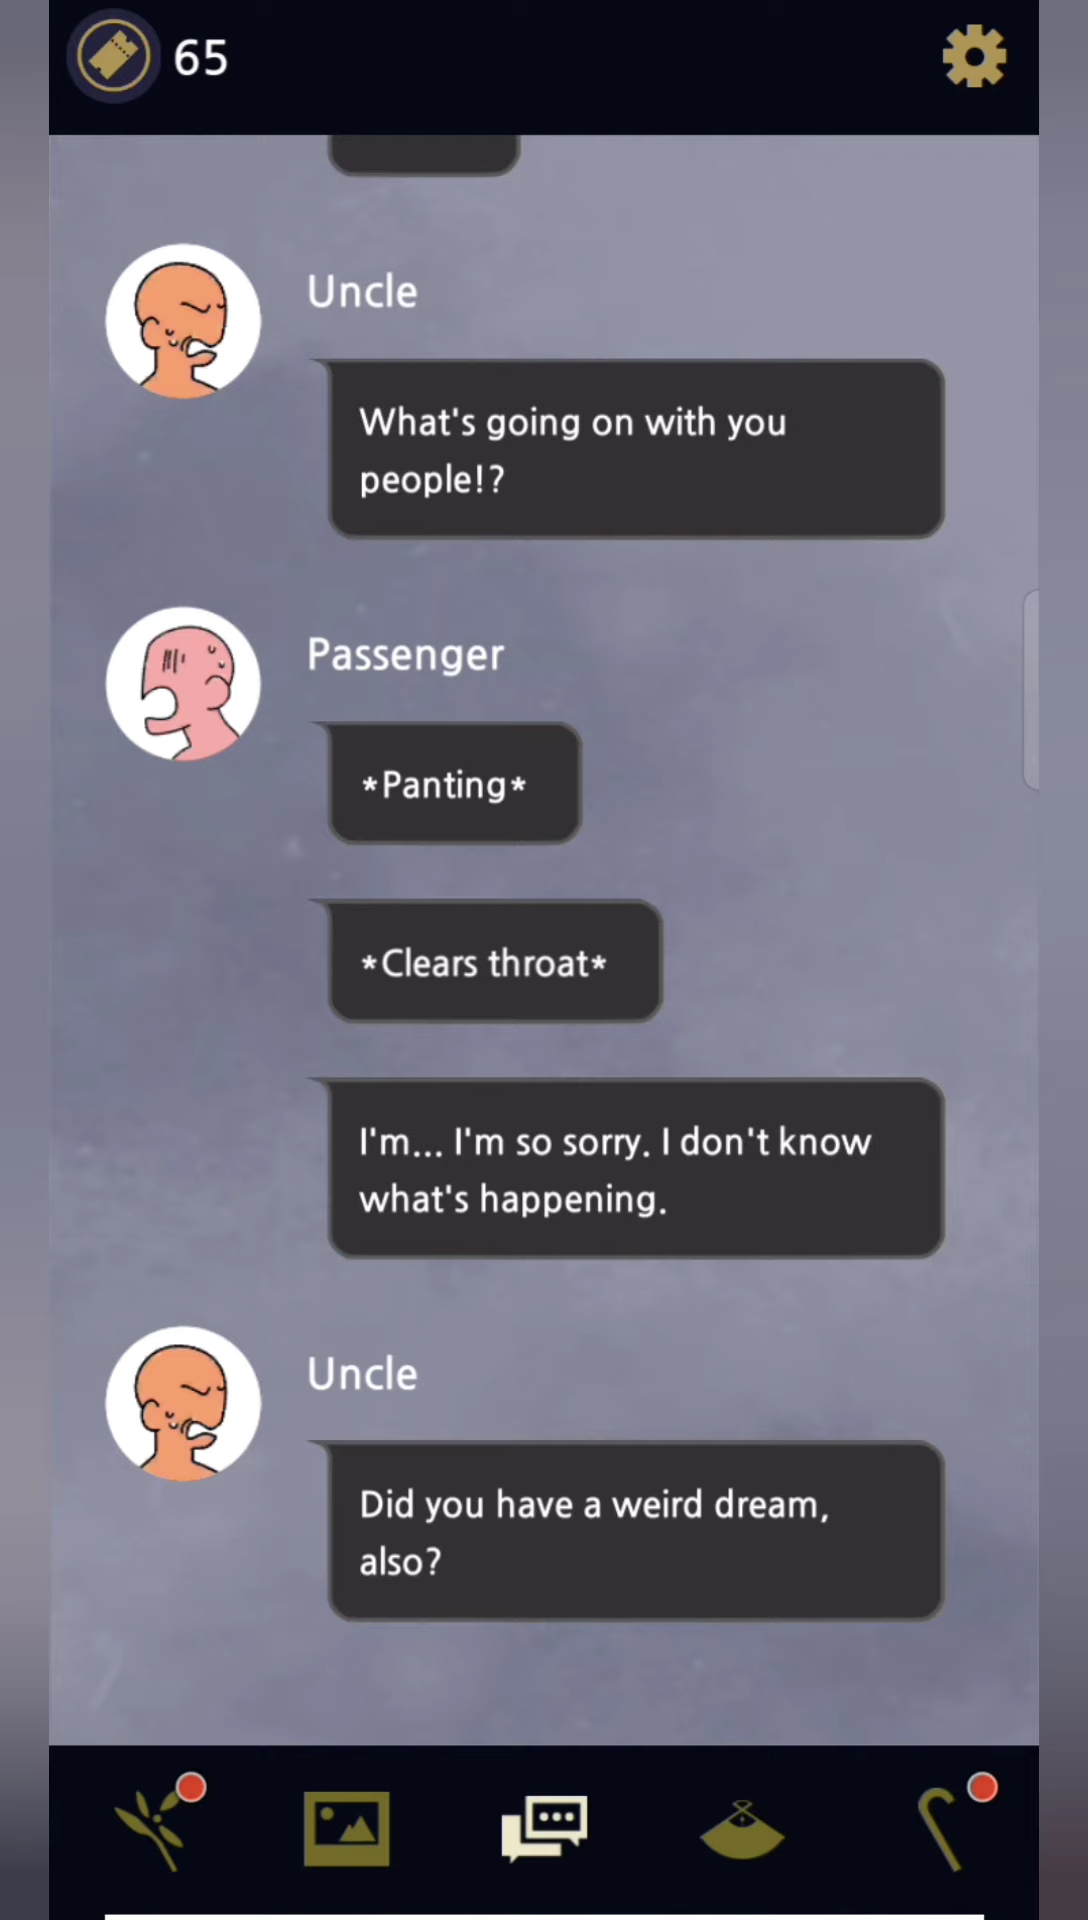 65
Uncle
What's going on with you
people!?
Passenger
*Panting*
*Clears throat*
I'm... I'm so sorry. I don't know
what's happening.
Uncle
Did you have a weird dream,
also?